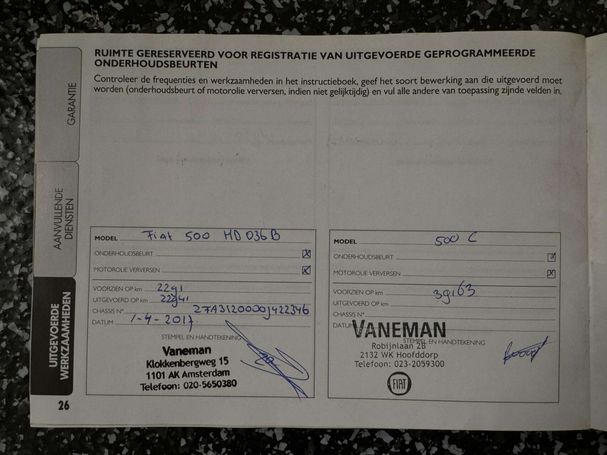 RUIMTE GERESERVEERD VOOR REGISTRATIE VAN UITGEVOERDE GEPROGRAMMEERDE
ONDERHOUDSBEURTEN
Controleer de frequenties en werkzaamheden in het instructieboek, geef het soort bewerking aan die uitgevoerd moet
worden (onderhoudsbeurt of motorolie verversen, indien niet gelijktijdig) en vul alle andere van toepassing zijnde velden in.
GARANTIE
AANVULLENDE
DIENSTEN
UITGEVOERDE
WERKZAAMHEDEN
MODEL Fiat 500 HD 036 B
ONDERHOUDSBEURT X
MOTOROLIE VERVERSEN
VOORZIEN OP km
UITGEVOERD OP km
CHASSIS N°
DATUM 1-4-2017
STEMPEL EN HANDTEKENING
Vaneman
Klokkenbergweg 15
1101 AK Amsterdam
Telefoon: 020-5650380
MODEL 500 C
ONDERHOUDSBEURT
MOTOROLIE VERVERSEN X
VOORZIEN OP km
UITGEVOERD OP km
CHASSIS N°
DATUM
VANEMAN
STEMPEL EN HANDTEKENING
Robijnlaan 2B
2132 WK Hoofddorp
Telefoon: 023-2059300
FIAT
26